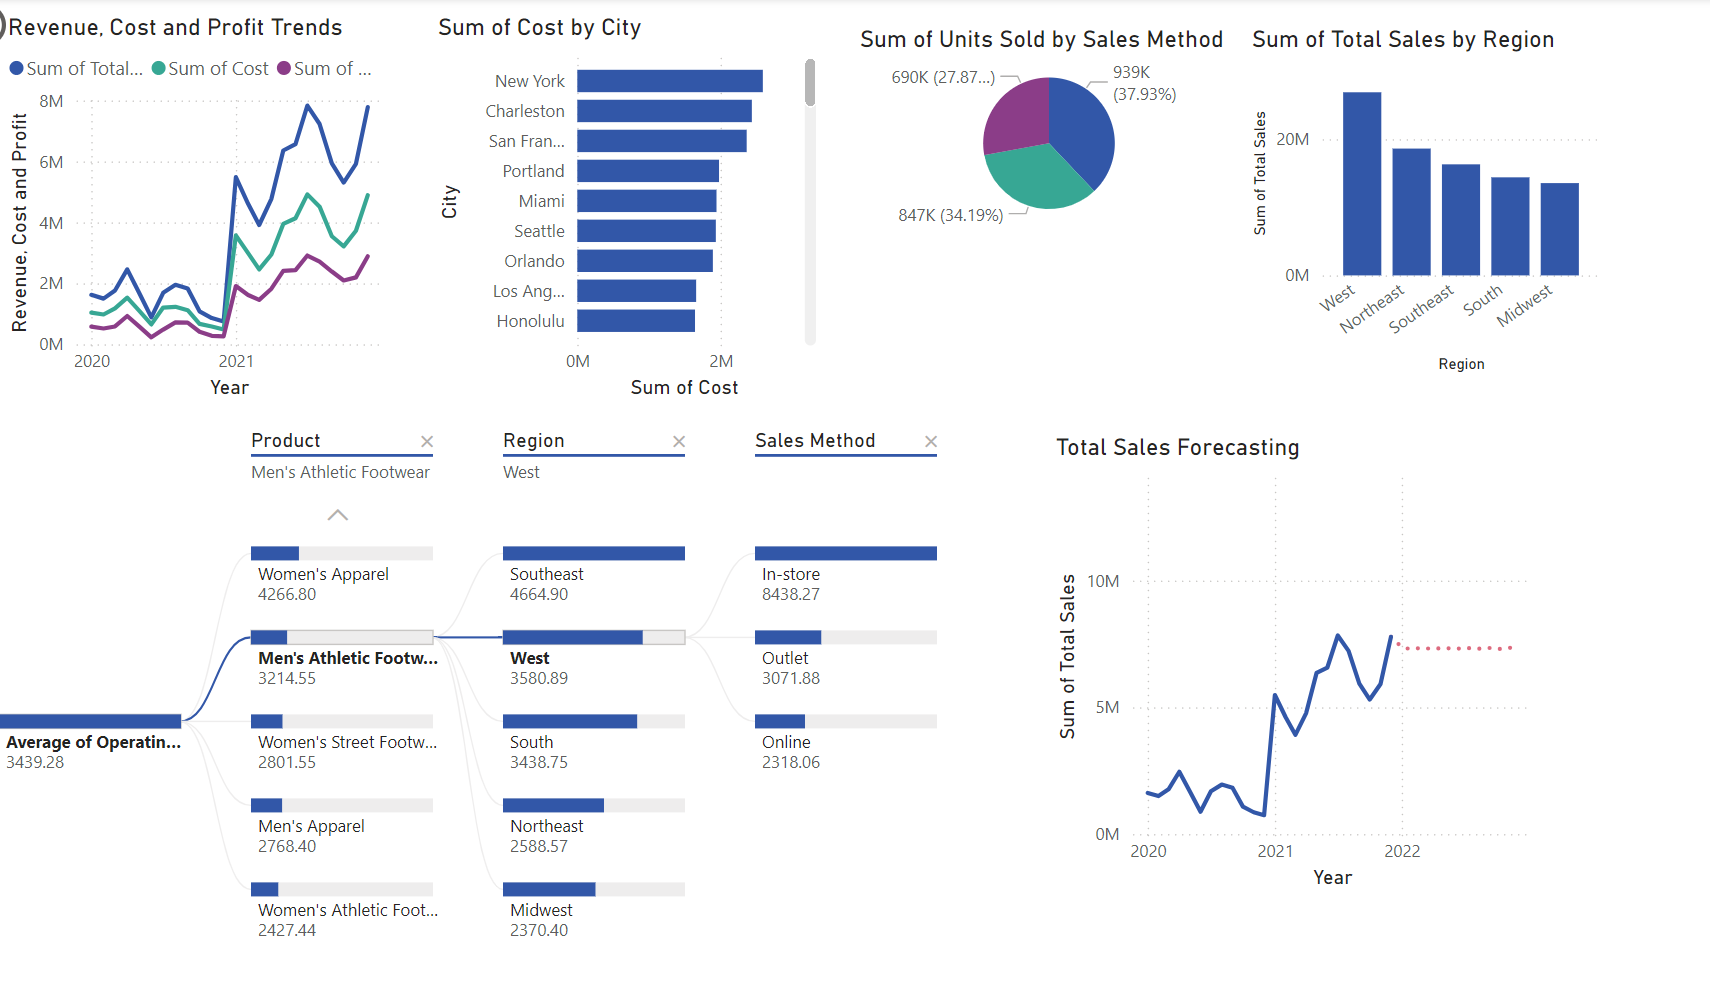 Revenue, Cost and Profit Trends
Sum of Total... Sum of Cost Sum of ...
Revenue, Cost and Profit
8M
6M
4M
2M
0M
2020 2021
Year
Sum of Cost by City
City
New York
Charleston
San Fran...
Portland
Miami
Seattle
Orlando
Los Ang...
Honolulu
0M 2M
Sum of Cost
Sum of Units Sold by Sales Method
690K (27.87...)
939K
(37.93%)
847K (34.19%)
Sum of Total Sales by Region
Sum of Total Sales
20M
0M
West
Northeast
Southeast
South
Midwest
Region
Product ×
Men's Athletic Footwear
Region ×
West
Sales Method ×
Average of Operatin...
3439.28
Women's Apparel
4266.80
Men's Athletic Footw...
3214.55
Women's Street Footw...
2801.55
Men's Apparel
2768.40
Women's Athletic Foot...
2427.44
Southeast
4664.90
West
3580.89
South
3438.75
Northeast
2588.57
Midwest
2370.40
In-store
8438.27
Outlet
3071.88
Online
2318.06
Total Sales Forecasting
Sum of Total Sales
10M
5M
0M
2020 2021 2022
Year